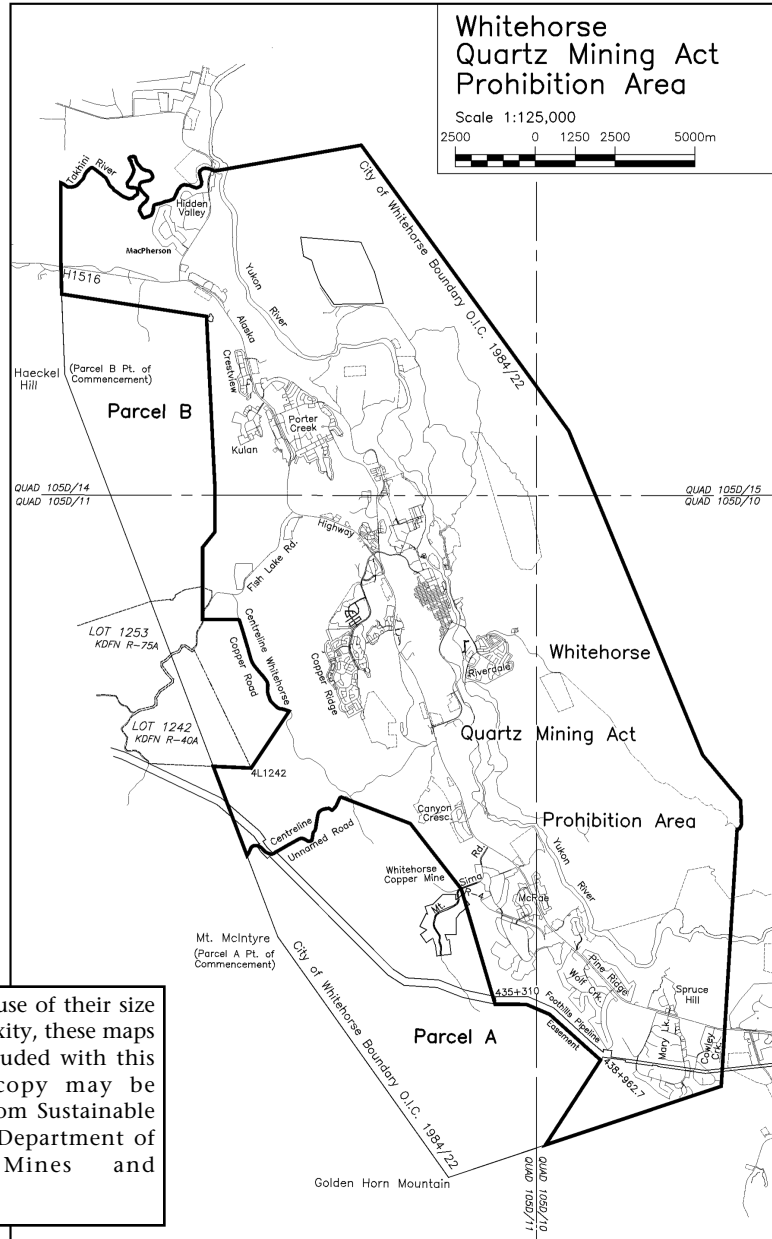 Whitehorse
Quartz Mining Act
Prohibition Area
Scale 1:125,000
2500 0 1250 2500 5000m
Takhini
River
Hidden
Valley
MacPherson
H1516
City of Whitehorse Boundary O.I.C. 1984/22
Yukon
River
Alaska
Haeckel
Hill
(Parcel B Pt. of
Commencement)
Crestview
Parcel B
Porter
Creek
Kulan
QUAD 105D/14
QUAD 105D/11
QUAD 105D/15
QUAD 105D/10
Highway
Fish Lake Rd.
LOT 1253
KDFN R-75A
Centreline Whitehorse
Copper Road
Copper Ridge
Riverdale
Whitehorse
LOT 1242
KDFN R-40A
Quartz Mining Act
4L1242
Canyon
Cresc.
Prohibition Area
Centreline
Unnamed Road
Yukon
River
Whitehorse
Copper Mine
Mt. Sima Rd.
R-4
McRae
Mt. McIntyre
(Parcel A Pt. of
Commencement)
Pine Ridge
Wolf Crk.
Spruce
Hill
435+310
Foothills Pipeline
Easement
Mary Lk.
Cowley
Crk.
438+962.7
Parcel A
City of Whitehorse Boundary O.I.C. 1984/22
use of their size
xity, these maps
uded with this
copy may be
om Sustainable
Department of
Mines and
Golden Horn Mountain
QUAD 105D/10
QUAD 105D/11